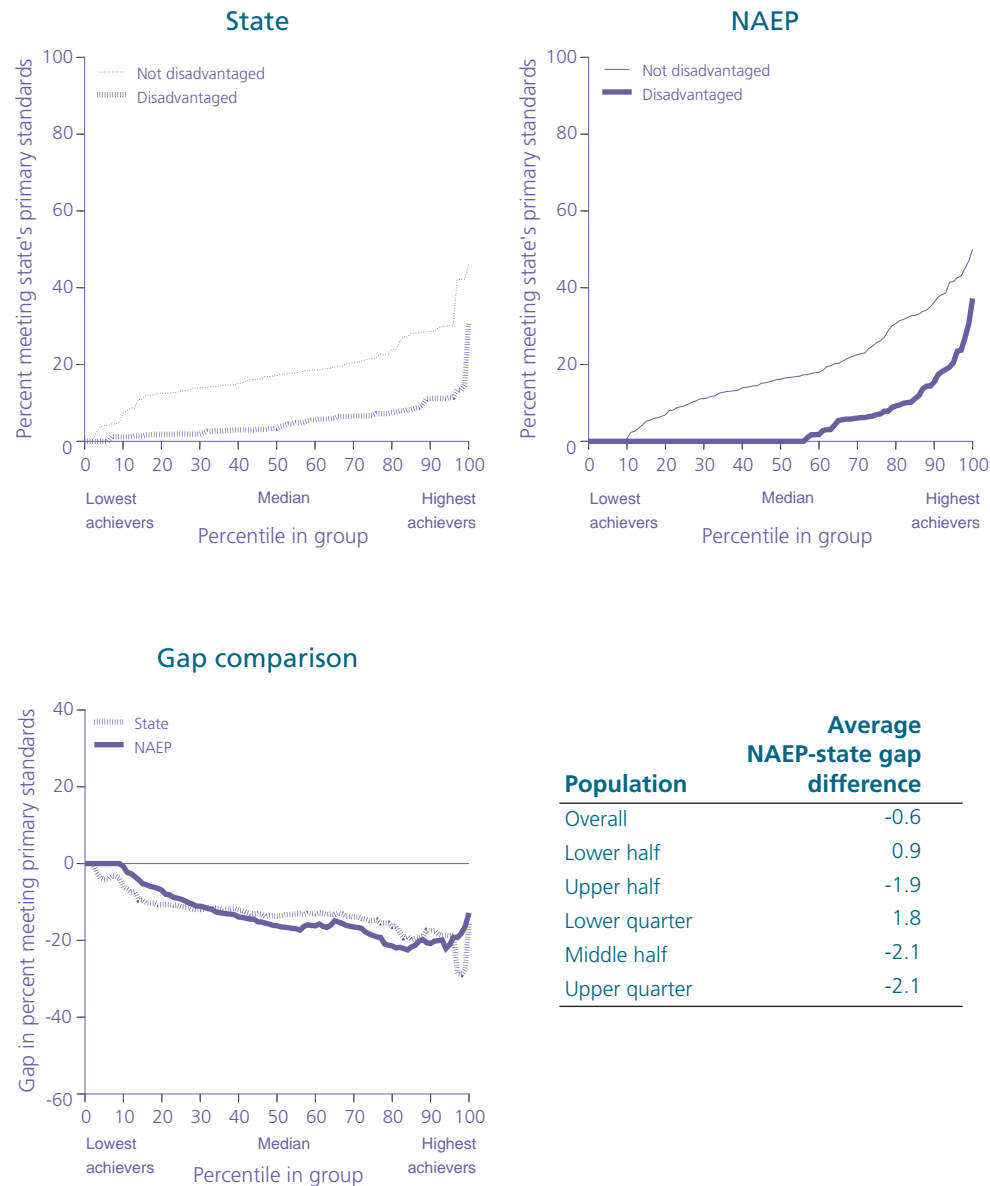 State
Percent meeting state's primary standards
100
80
60
40
20
0
Not disadvantaged
Disadvantaged
0 10 20 30 40 50 60 70 80 90 100
Lowest achievers
Median
Highest achievers
Percentile in group
NAEP
Percent meeting state's primary standards
100
80
60
40
20
0
Not disadvantaged
Disadvantaged
0 10 20 30 40 50 60 70 80 90 100
Lowest achievers
Median
Highest achievers
Percentile in group
Gap comparison
Gap in percent meeting primary standards
40
20
0
-20
-40
-60
State
NAEP
0 10 20 30 40 50 60 70 80 90 100
Lowest achievers
Median
Highest achievers
Percentile in group
Population Average NAEP-state gap difference
Overall -0.6
Lower half 0.9
Upper half -1.9
Lower quarter 1.8
Middle half -2.1
Upper quarter -2.1